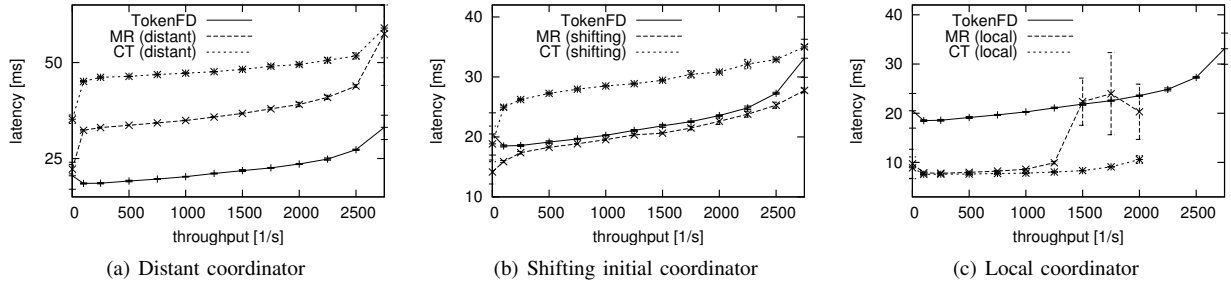 TokenFD
MR (distant)
CT (distant)
latency [ms]
50
25
0 500 1000 1500 2000 2500
throughput [1/s]
(a) Distant coordinator
TokenFD
MR (shifting)
CT (shifting)
latency [ms]
40
30
20
10
0 500 1000 1500 2000 2500
throughput [1/s]
(b) Shifting initial coordinator
TokenFD
MR (local)
CT (local)
latency [ms]
40
30
20
10
0
0 500 1000 1500 2000 2500
throughput [1/s]
(c) Local coordinator